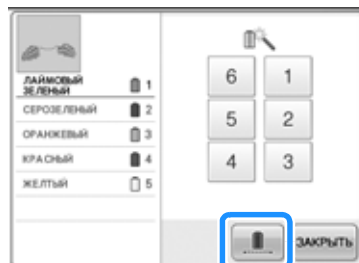 ЛАЙМОВЫЙ
ЗЕЛЕНЫЙ 1
СЕРОЗЕЛЕНЫЙ 2
ОРАНЖЕВЫЙ 3
КРАСНЫЙ 4
ЖЕЛТЫЙ 5
6 1
5 2
4 3
ЗАКРЫТЬ